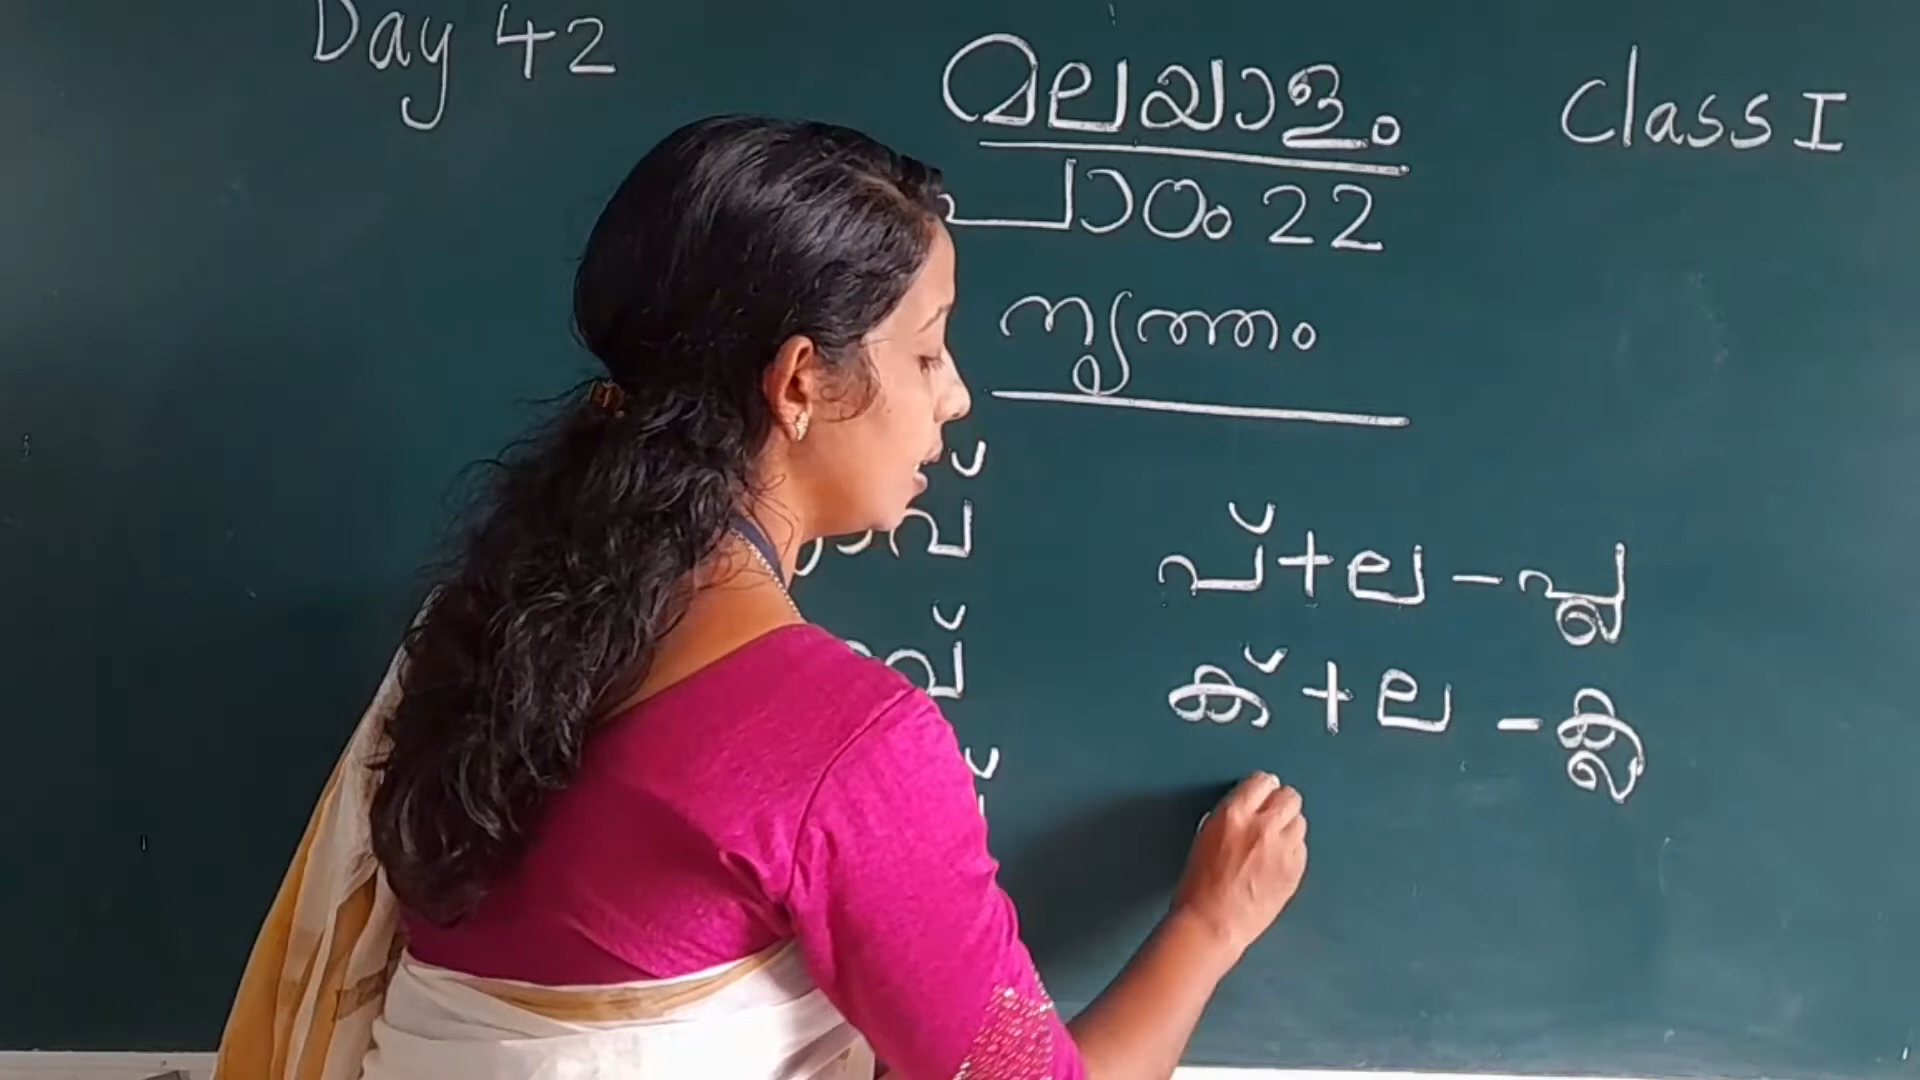 Day 42
മലയാളം
Class I
പാഠം 22
നൃത്തം
പ്+ല-പ്ല
ക്+ല-ക്ല